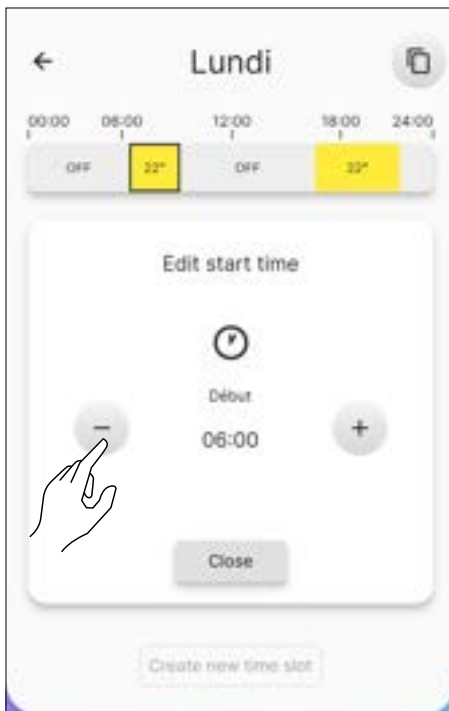 Lundi
00:00 06:00 12:00 18:00 24:00
OFF 22° OFF 22°
Edit start time
Début
06:00
− +
Close
Create new time slot